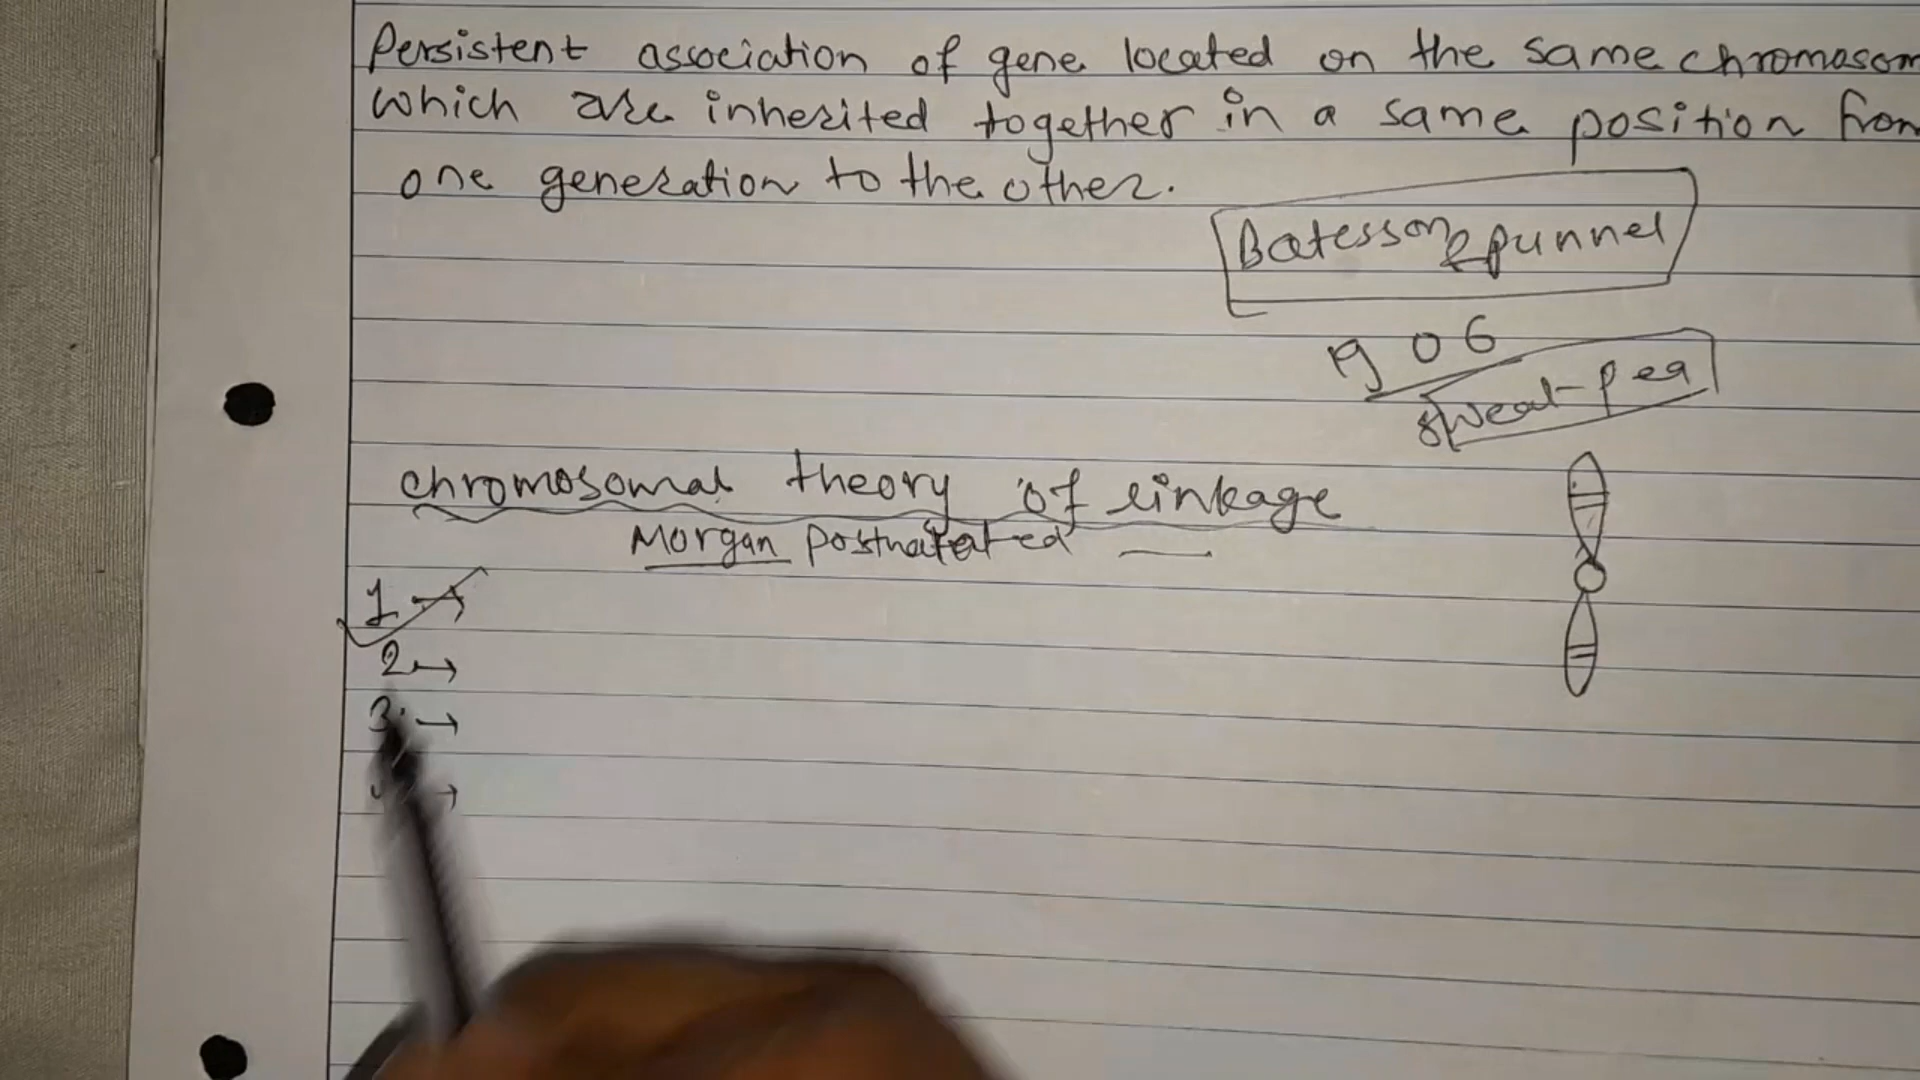 Persistent association of gene located on the same chromosom
which are inherited together in a same position from
one generation to the other.
Batesson & punnel
1906
sweat-pea
chromosomal theory of linkage
Morgan
1 →
2 →
3. →
→